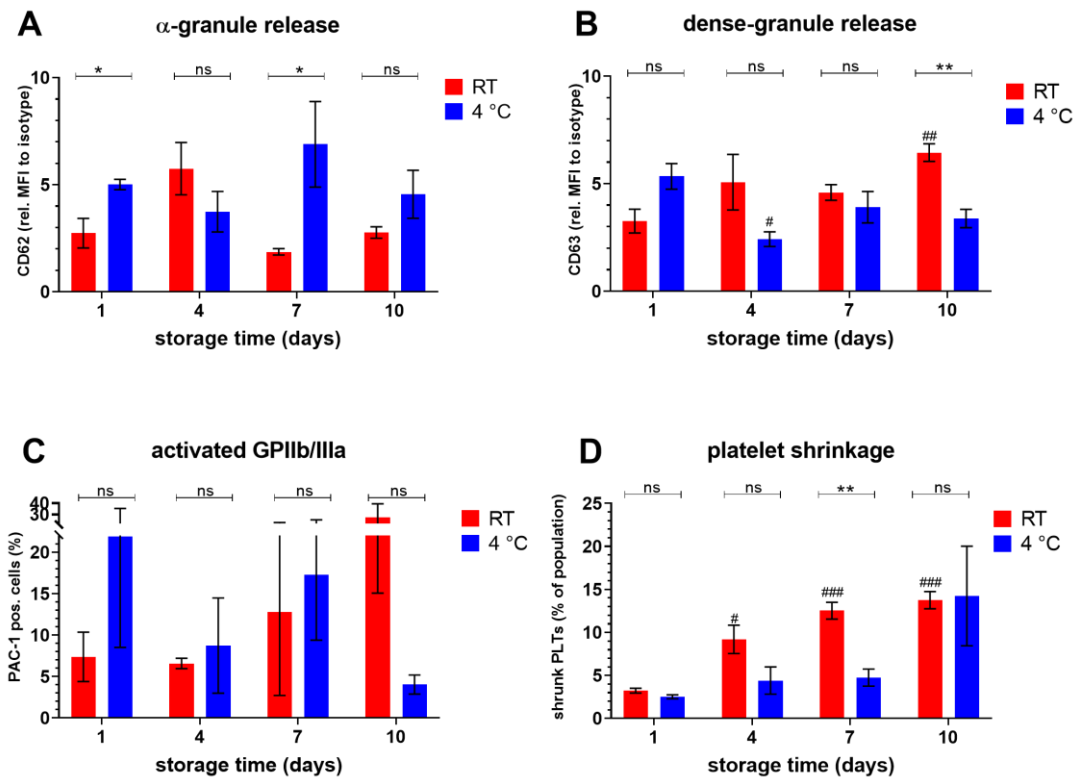 A
α-granule release
* ns * ns
CD62 (rel. MFI to isotype)
10
5
0
1 4 7 10
storage time (days)
RT
4 °C
B
dense-granule release
ns ns ns **
CD63 (rel. MFI to isotype)
10
5
0
# ##
1 4 7 10
storage time (days)
RT
4 °C
C
activated GPIIb/IIIa
ns ns ns ns
PAC-1 pos. cells (%)
40
30
20
15
10
5
0
1 4 7 10
storage time (days)
RT
4 °C
D
platelet shrinkage
ns ns ** ns
shrunk PLTs (% of population)
25
20
15
10
5
0
# ### ###
1 4 7 10
storage time (days)
RT
4 °C